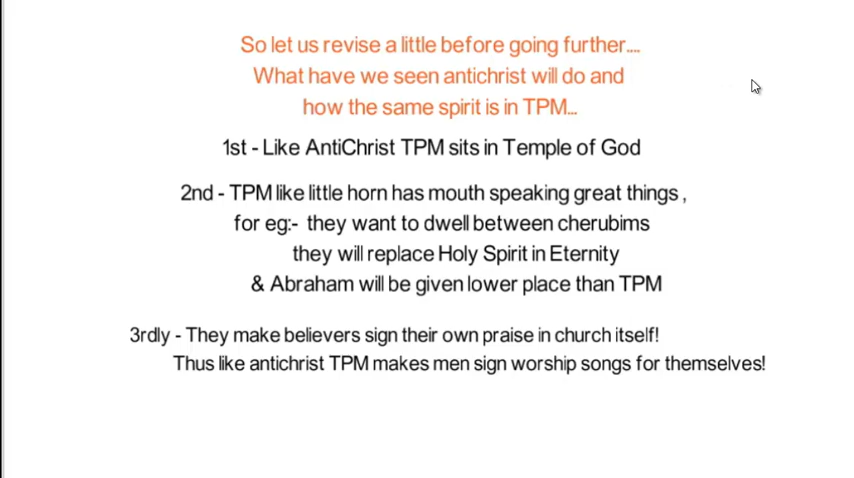 So let us revise a little before going further....
What have we seen antichrist will do and
how the same spirit is in TPM...
1st - Like AntiChrist TPM sits in Temple of God
2nd - TPM like little horn has mouth speaking great things ,
for eg:- they want to dwell between cherubims
they will replace Holy Spirit in Eternity
& Abraham will be given lower place than TPM
3rdly - They make believers sign their own praise in church itself!
Thus like antichrist TPM makes men sign worship songs for themselves!